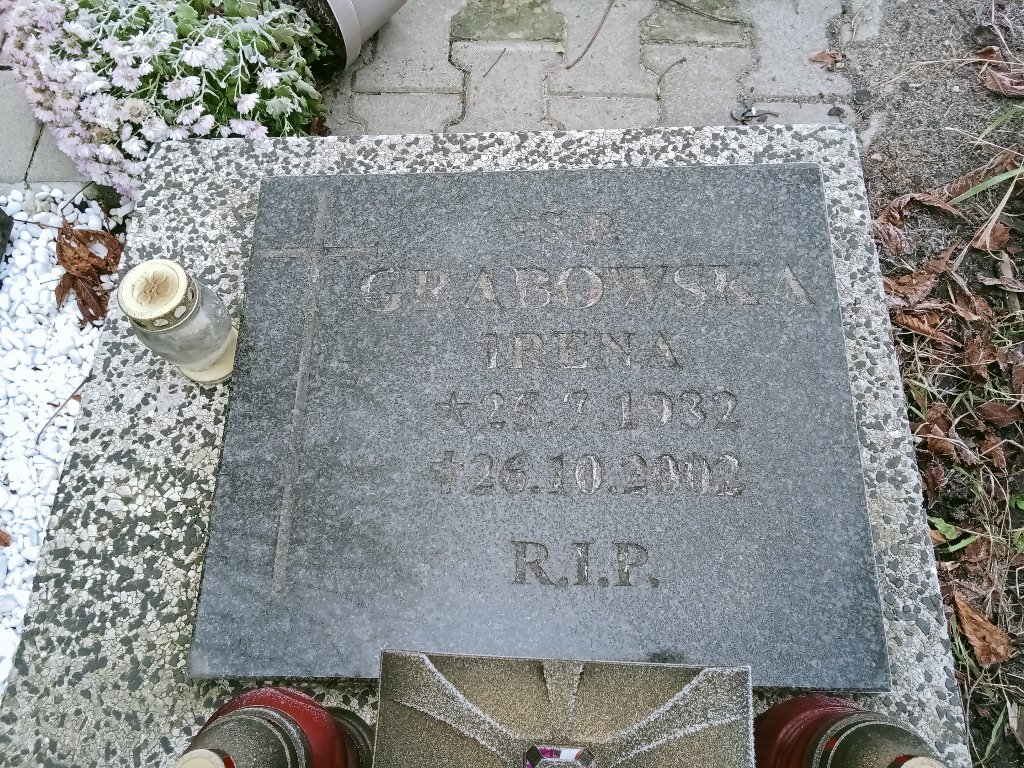 Ś.P.
GRABOWSKA
IRENA
* 25.7.1932
✝ 26.10.2002
R.I.P.